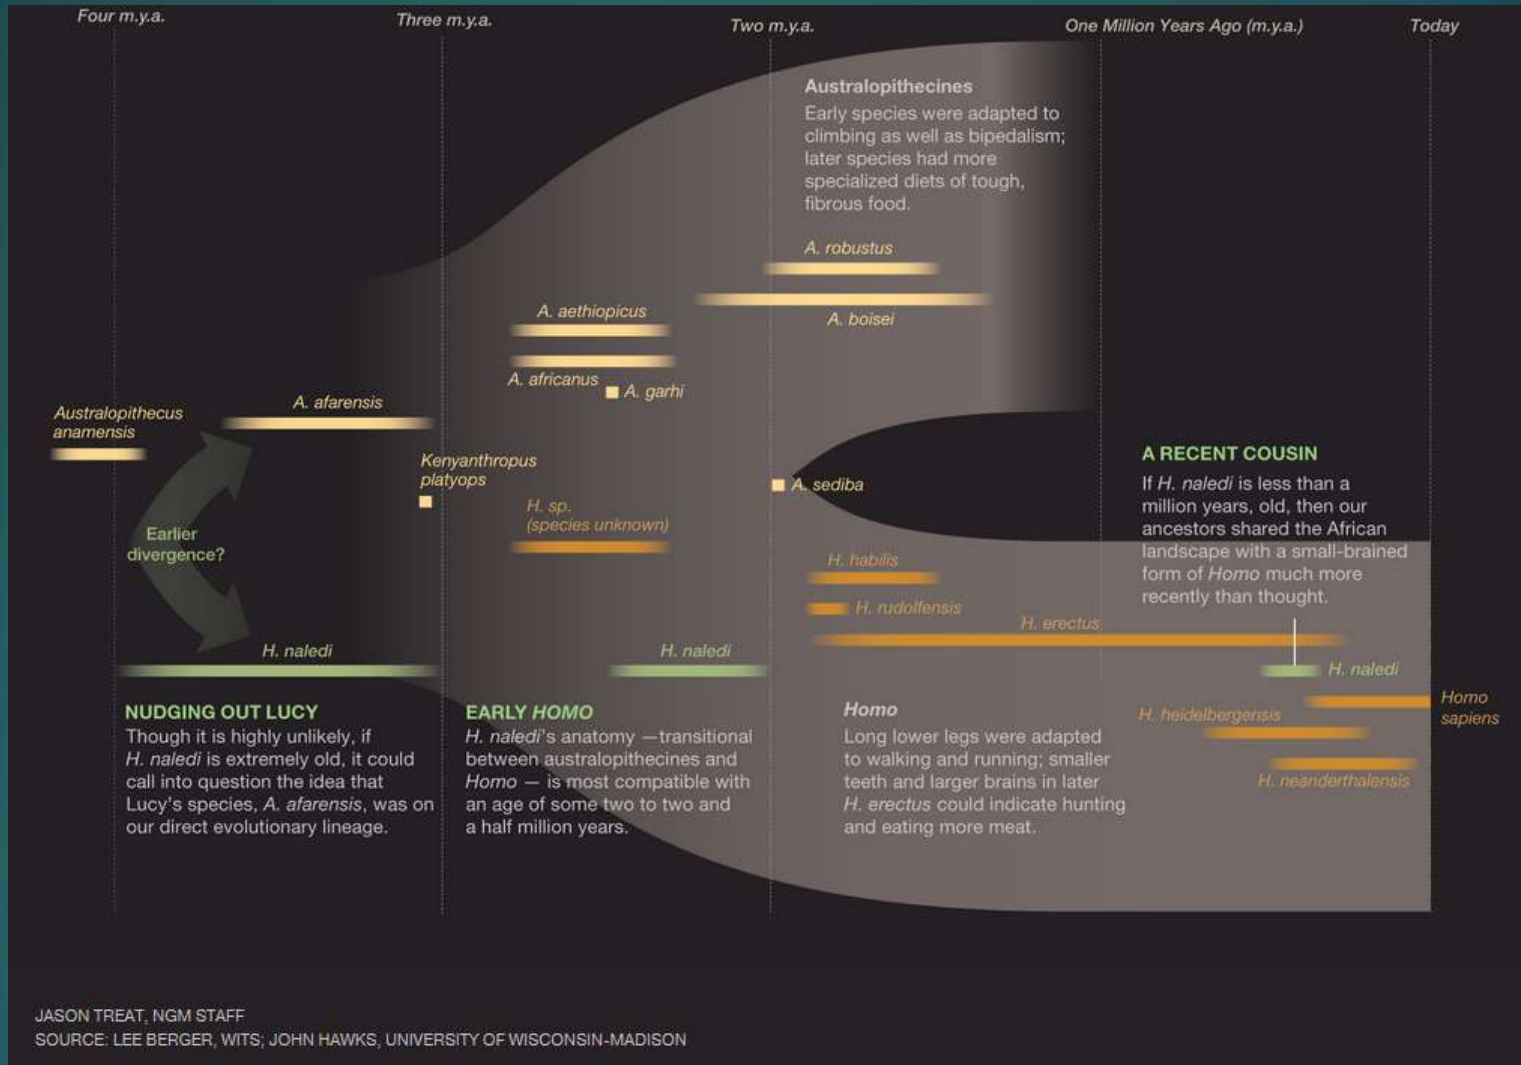 Four m.y.a.
Three m.y.a.
Two m.y.a.
One Million Years Ago (m.y.a.)
Today
Australopithecines
Early species were adapted to
climbing as well as bipedalism;
later species had more
specialized diets of tough,
fibrous food.
A. robustus
A. boisei
A. aethiopicus
A. africanus
A. garhi
A. afarensis
Australopithecus
anamensis
Kenyanthropus
platyops
A. sediba
H. sp.
(species unknown)
Earlier
divergence?
A RECENT COUSIN
If H. naledi is less than a
million years, old, then our
ancestors shared the African
landscape with a small-brained
form of Homo much more
recently than thought.
H. habilis
H. rudolfensis
H. erectus
H. naledi
H. naledi
H. naledi
Homo
sapiens
H. heidelbergensis
H. neanderthalensis
NUDGING OUT LUCY
Though it is highly unlikely, if
H. naledi is extremely old, it could
call into question the idea that
Lucy's species, A. afarensis, was on
our direct evolutionary lineage.
EARLY HOMO
H. naledi's anatomy —transitional
between australopithecines and
Homo — is most compatible with
an age of some two to two and
a half million years.
Homo
Long lower legs were adapted
to walking and running; smaller
teeth and larger brains in later
H. erectus could indicate hunting
and eating more meat.
JASON TREAT, NGM STAFF
SOURCE: LEE BERGER, WITS; JOHN HAWKS, UNIVERSITY OF WISCONSIN-MADISON